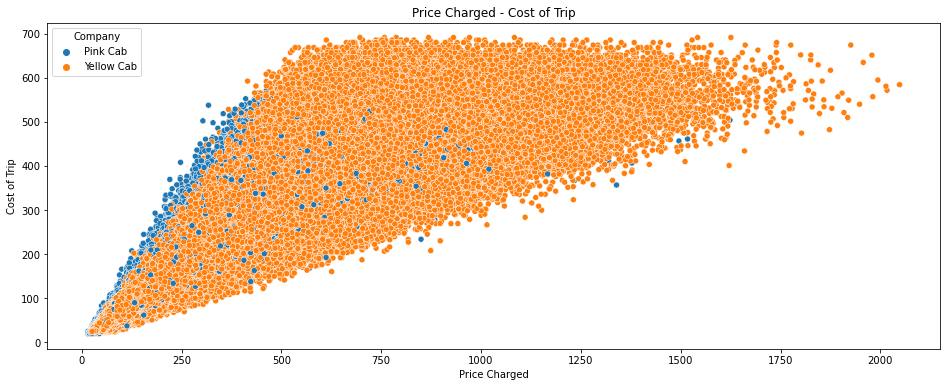 Price Charged - Cost of Trip
Company
Pink Cab
Yellow Cab
700
600
500
400
300
200
100
0
Cost of Trip
0
250
500
750
1000
1250
1500
1750
2000
Price Charged